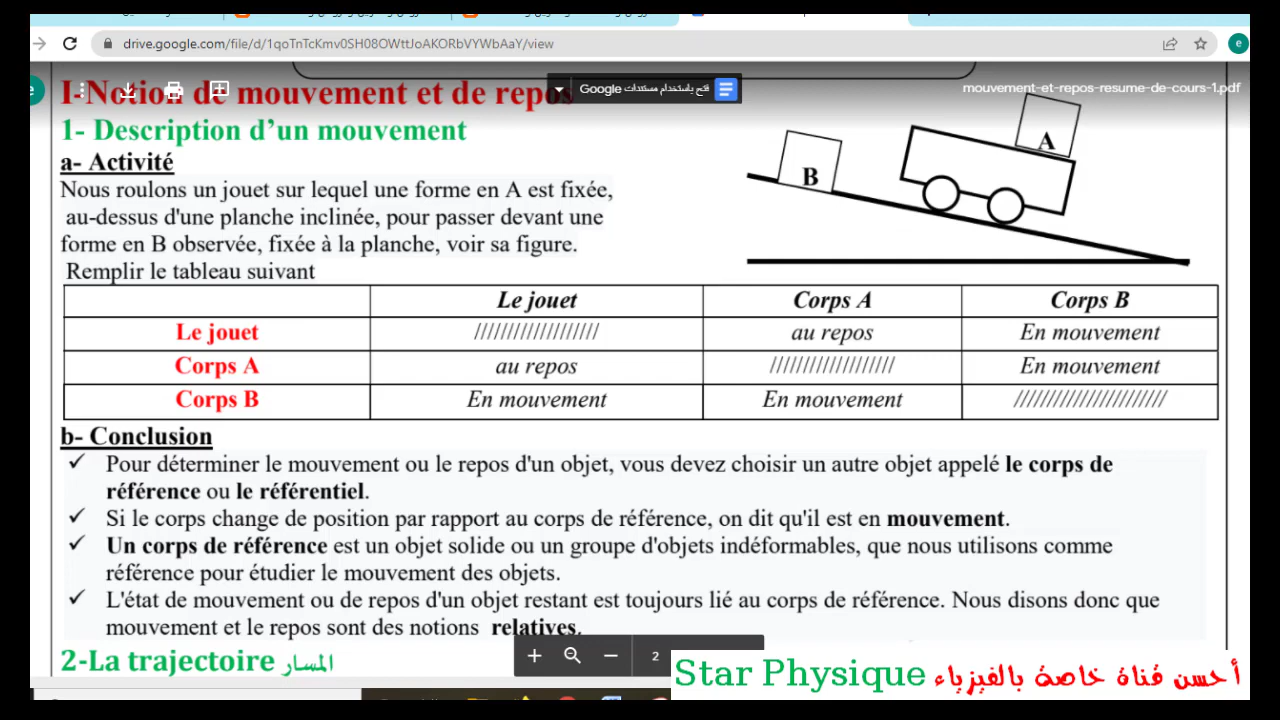 drive.google.com/file/d/1qoTnTcKmv0SH08OWttJoAKORbVYWbAaY/view
e
e
فتح باستخدام مستندات Google
mouvement-et-repos-resume-de-cours-1.pdf
I-Notion de mouvement et de repos
1- Description d’un mouvement
a- Activité
Nous roulons un jouet sur lequel une forme en A est fixée,
au-dessus d'une planche inclinée, pour passer devant une
forme en B observée, fixée à la planche, voir sa figure.
Remplir le tableau suivant
B
A
Le jouet Corps A Corps B
Le jouet /////////////////// au repos En mouvement
Corps A au repos /////////////////// En mouvement
Corps B En mouvement En mouvement ///////////////////////
b- Conclusion
✓ Pour déterminer le mouvement ou le repos d'un objet, vous devez choisir un autre objet appelé le corps de
référence ou le référentiel.
✓ Si le corps change de position par rapport au corps de référence, on dit qu'il est en mouvement.
✓ Un corps de référence est un objet solide ou un groupe d'objets indéformables, que nous utilisons comme
référence pour étudier le mouvement des objets.
✓ L'état de mouvement ou de repos d'un objet restant est toujours lié au corps de référence. Nous disons donc que
mouvement et le repos sont des notions relatives.
2-La trajectoire المسار
2
Star Physique أحسن قناة خاصة بالفيزياء